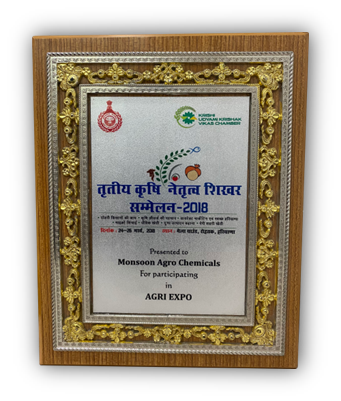 KRISHI
UDYAMI KRISHAK
VIKAS CHAMBER
तृतीय कृषि नेतृत्व शिखर
सम्मेलन-2018
दिनांक : 24-26 मार्च, 2018 स्थान : मेला ग्राउंड, रोहतक, हरियाणा
Presented to
Monsoon Agro Chemicals
For participating
in
AGRI EXPO